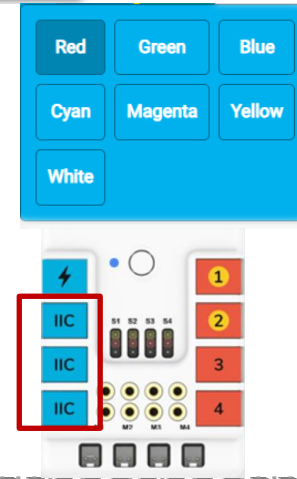 Red Green Blue
Cyan Magenta Yellow
White
1
IIC S1 S2 S3 S4 2
IIC 3
IIC 4
M2 M3 M4